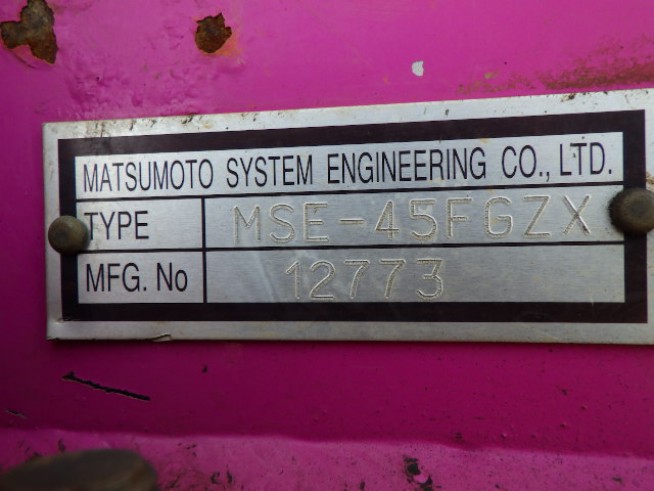 MATSUMOTO SYSTEM ENGINEERING CO., LTD.
TYPE MSE-45FGZX
MFG. No 12773